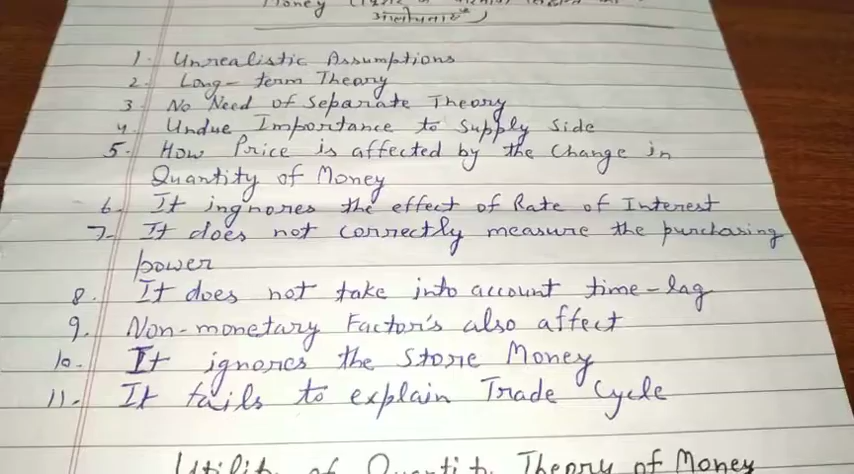 Money
आलोचनाएँ)
1. Unrealistic Assumptions
2. Long-term Theory
3. No Need of Separate Theory
4. Undue Importance to Supply Side
5. How Price is affected by the Change in
Quantity of Money
6. It ingnores the effect of Rate of Interest
7. It does not correctly measure the purchasing
power
8. It does not take into account time-lag
9. Non-monetary Factor's also affect
10. It ignores the Store Money
11. It fails to explain Trade Cycle
Utility of Quantity Theory of Money